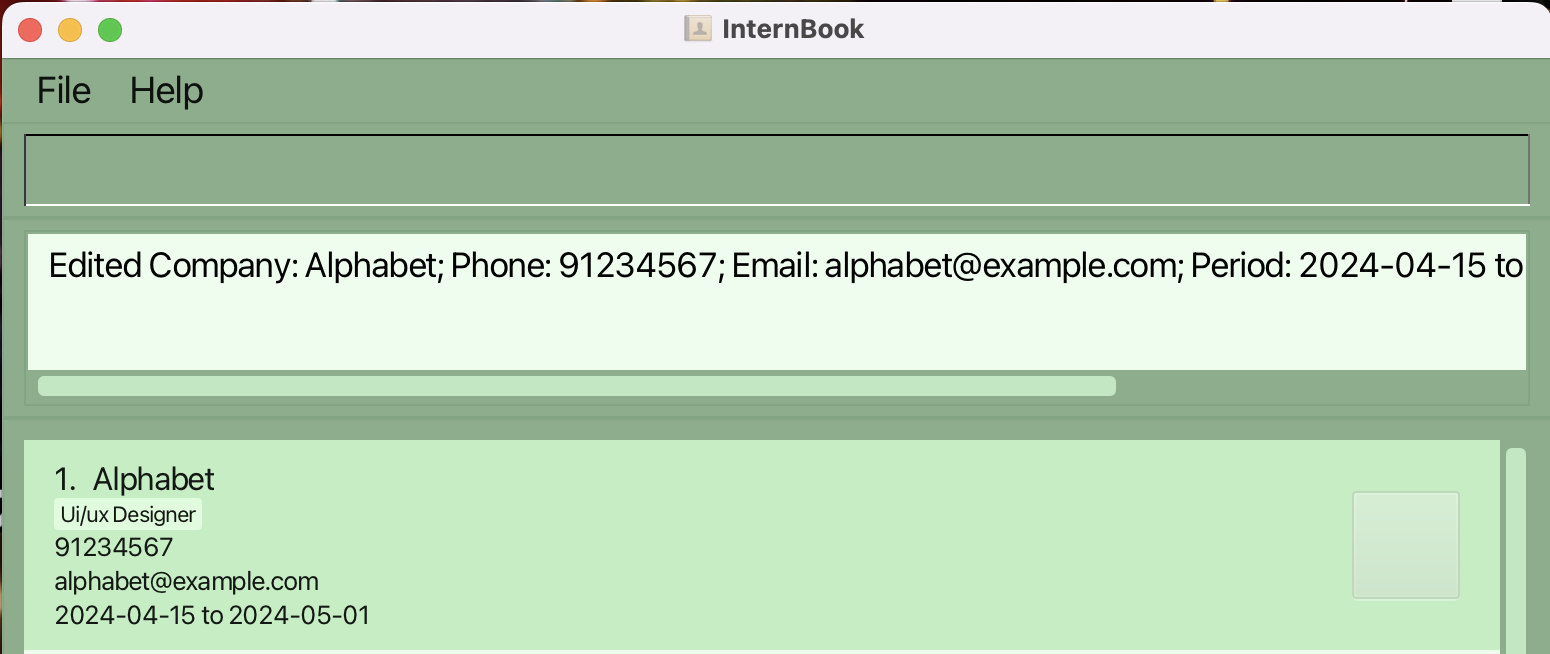 InternBook
File Help
Edited Company: Alphabet; Phone: 91234567; Email: alphabet@example.com; Period: 2024-04-15 to
1. Alphabet
Ui/ux Designer
91234567
alphabet@example.com
2024-04-15 to 2024-05-01